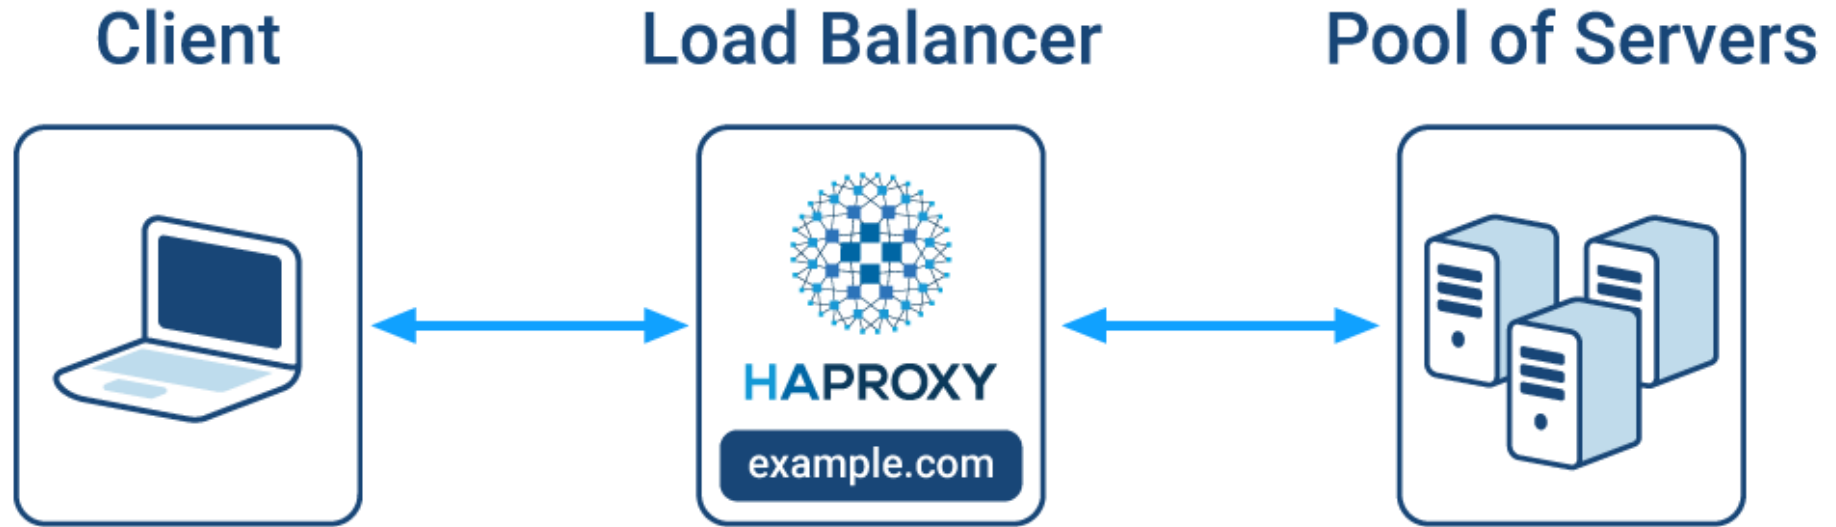 Client
Load Balancer
Pool of Servers
HAPROXY
example.com